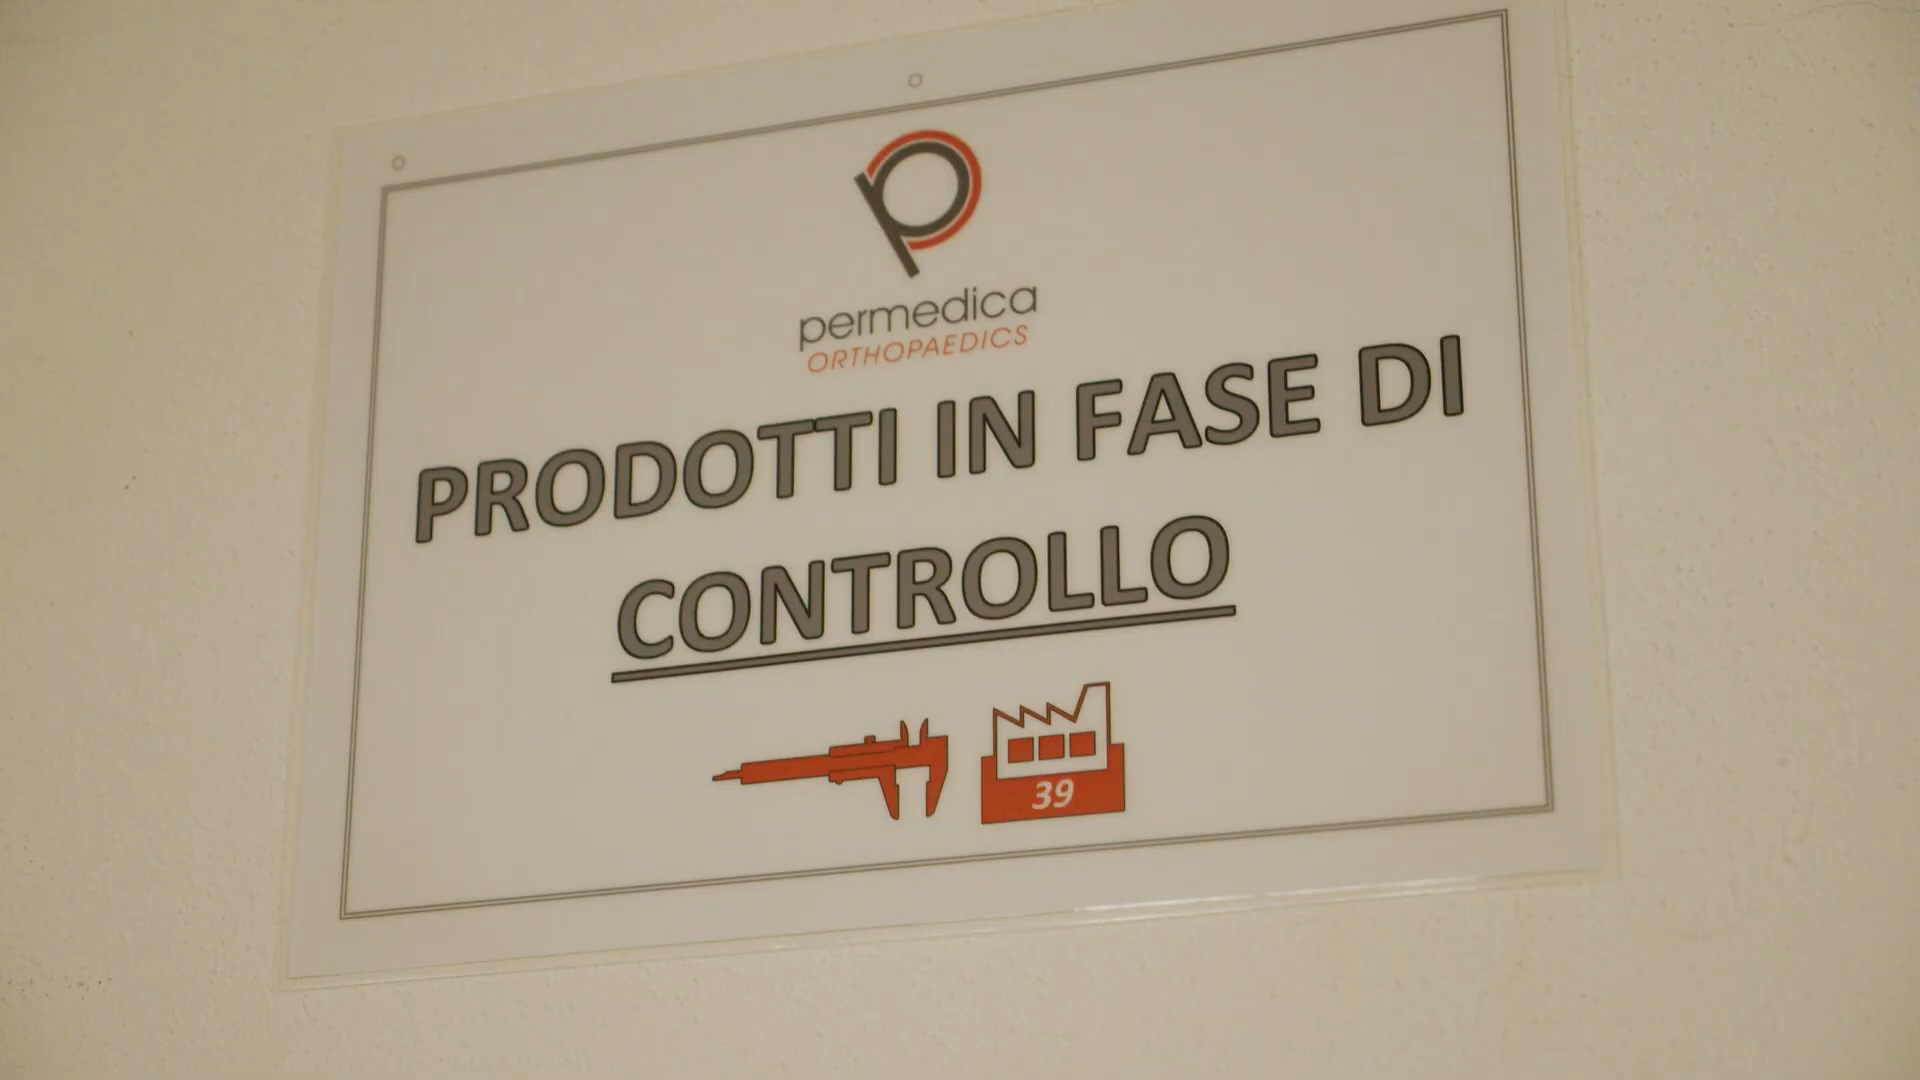 permedica
ORTHOPAEDICS
PRODOTTI IN FASE DI
CONTROLLO
39